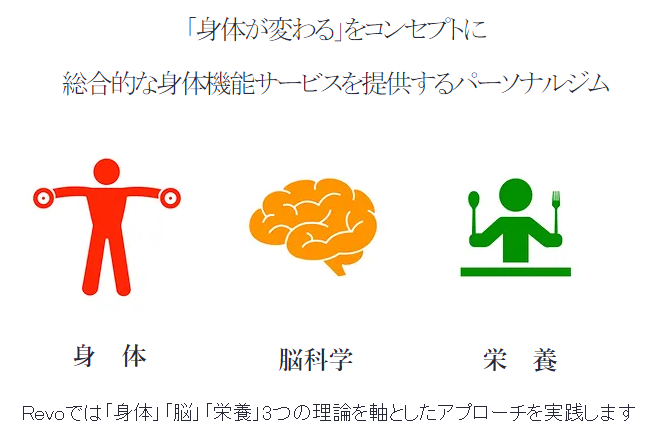 「身体が変わる」をコンセプトに
総合的な身体機能サービスを提供するパーソナルジム
身 体
脳科学
栄 養
Revoでは「身体」「脳」「栄養」3つの理論を軸としたアプローチを実践します